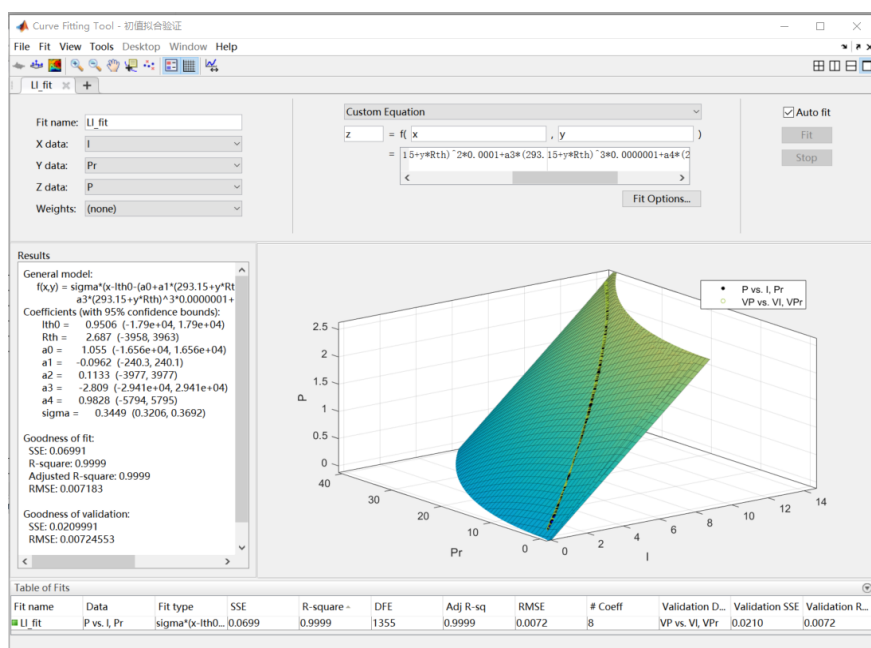 Curve Fitting Tool - 初值拟合验证
File Fit View Tools Desktop Window Help
LI_fit
Fit name: LI_fit
X data: I
Y data: Pr
Z data: P
Weights: (none)
Custom Equation
z = f( x , y )
= 15+y*Rth)^2*0.0001+a3*(293.15+y*Rth)^3*0.0000001+a4*(2
Fit Options...
Auto fit
Fit
Stop
Results
General model:
f(x,y) = sigma*(x-Ith0-(a0+a1*(293.15+y*Rt
a3*(293.15+y*Rth)^3*0.0000001+
Coefficients (with 95% confidence bounds):
Ith0 = 0.9506 (-1.79e+04, 1.79e+04)
Rth = 2.687 (-3958, 3963)
a0 = 1.055 (-1.656e+04, 1.656e+04)
a1 = -0.0962 (-240.3, 240.1)
a2 = 0.1133 (-3977, 3977)
a3 = -2.809 (-2.941e+04, 2.941e+04)
a4 = 0.9828 (-5794, 5795)
sigma = 0.3449 (0.3206, 0.3692)
Goodness of fit:
SSE: 0.06991
R-square: 0.9999
Adjusted R-square: 0.9999
RMSE: 0.007183
Goodness of validation:
SSE: 0.0209991
RMSE: 0.00724553
P vs. I, Pr
VP vs. VI, VPr
2.5
2
1.5
1
0.5
0
P
40
30
20
10
0
Pr
0
2
4
6
8
10
12
14
I
Table of Fits
Fit name Data Fit type SSE R-square DFE Adj R-sq RMSE # Coeff Validation D... Validation SSE Validation R...
LI_fit P vs. I, Pr sigma*(x-Ith0... 0.0699 0.9999 1355 0.9999 0.0072 8 VP vs. VI, VPr 0.0210 0.0072